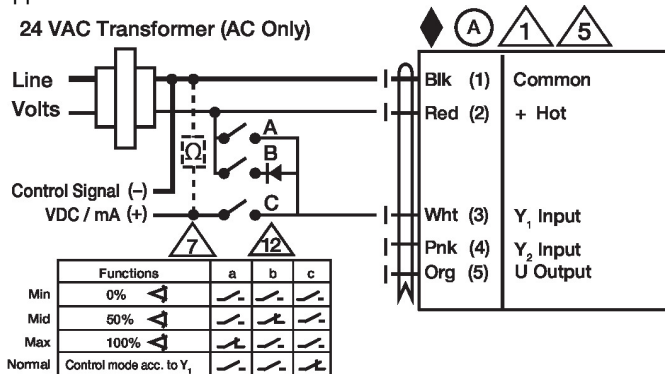 24 VAC Transformer (AC Only)
A 1 5
Line
Volts
Blk (1) Common
Red (2) + Hot
A
B
Ω
C
Control Signal (–)
VDC / mA (+)
Wht (3) Y1 Input
Pnk (4) Y2 Input
Org (5) U Output
7 12
Functions a b c
Min 0%
Mid 50%
Max 100%
Normal Control mode acc. to Y1